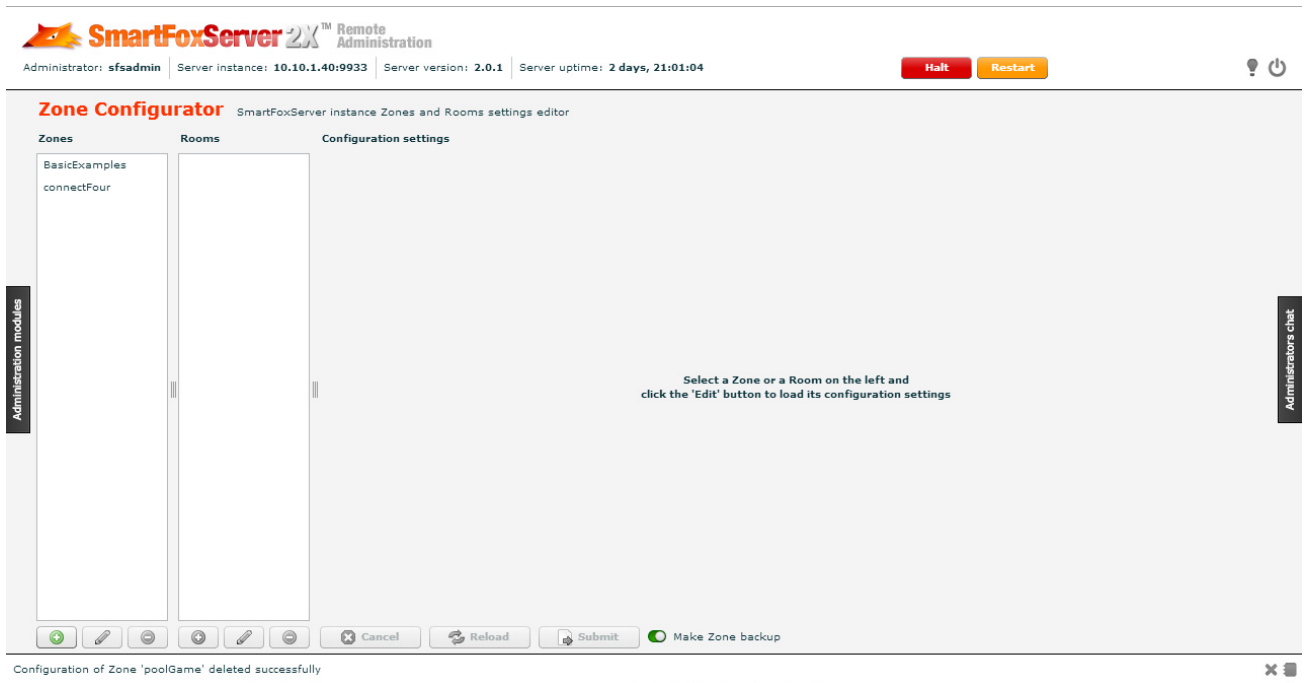 SmartFoxServer 2X™ Remote
Administration
Administrator: sfsadmin Server instance: 10.10.1.40:9933 Server version: 2.0.1 Server uptime: 2 days, 21:01:04 Halt Restart
Zone Configurator SmartFoxServer instance Zones and Rooms settings editor
Zones Rooms Configuration settings
BasicExamples
connectFour
Administration modules
Administrators chat
Select a Zone or a Room on the left and
click the 'Edit' button to load its configuration settings
Cancel Reload Submit Make Zone backup
Configuration of Zone 'poolGame' deleted successfully